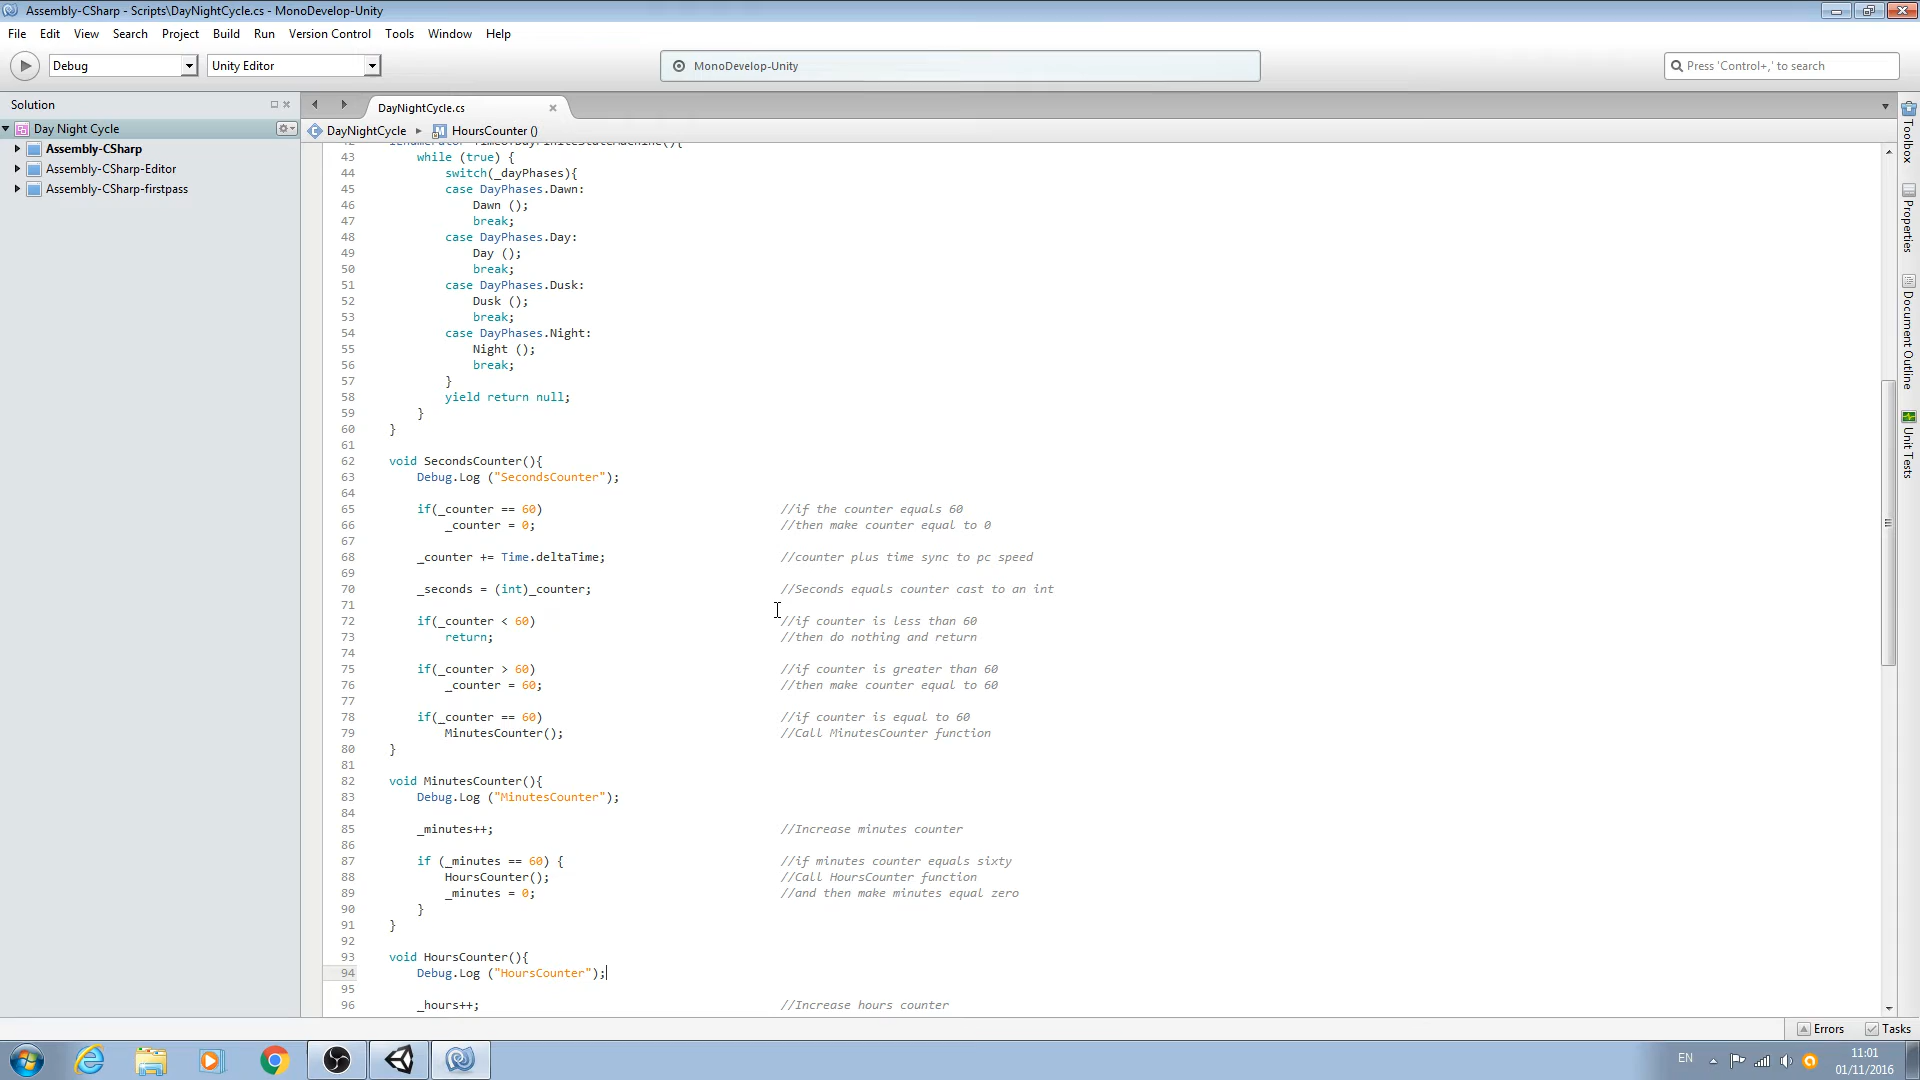 Assembly-CSharp - Scripts\DayNightCycle.cs - MonoDevelop-Unity
File Edit View Search Project Build Run Version Control Tools Window Help
Debug Unity Editor MonoDevelop-Unity Press 'Control+,' to search
Solution
Day Night Cycle
Assembly-CSharp
Assembly-CSharp-Editor
Assembly-CSharp-firstpass
DayNightCycle.cs
DayNightCycle HoursCounter ()
42 IEnumerator TimeOfDayFiniteStateMachine(){
43 while (true) {
44 switch(_dayPhases){
45 case DayPhases.Dawn:
46 Dawn ();
47 break;
48 case DayPhases.Day:
49 Day ();
50 break;
51 case DayPhases.Dusk:
52 Dusk ();
53 break;
54 case DayPhases.Night:
55 Night ();
56 break;
57 }
58 yield return null;
59 }
60 }
61
62 void SecondsCounter(){
63 Debug.Log ("SecondsCounter");
64
65 if(_counter == 60) //if the counter equals 60
66 _counter = 0; //then make counter equal to 0
67
68 _counter += Time.deltaTime; //counter plus time sync to pc speed
69
70 _seconds = (int)_counter; //Seconds equals counter cast to an int
71
72 if(_counter < 60) //if counter is less than 60
73 return; //then do nothing and return
74
75 if(_counter > 60) //if counter is greater than 60
76 _counter = 60; //then make counter equal to 60
77
78 if(_counter == 60) //if counter is equal to 60
79 MinutesCounter(); //Call MinutesCounter function
80 }
81
82 void MinutesCounter(){
83 Debug.Log ("MinutesCounter");
84
85 _minutes++; //Increase minutes counter
86
87 if (_minutes == 60) { //if minutes counter equals sixty
88 HoursCounter(); //Call HoursCounter function
89 _minutes = 0; //and then make minutes equal zero
90 }
91 }
92
93 void HoursCounter(){
94 Debug.Log ("HoursCounter");
95
96 _hours++; //Increase hours counter
Toolbox
Properties
Document Outline
Unit Tests
Errors Tasks
EN
11:01
01/11/2016